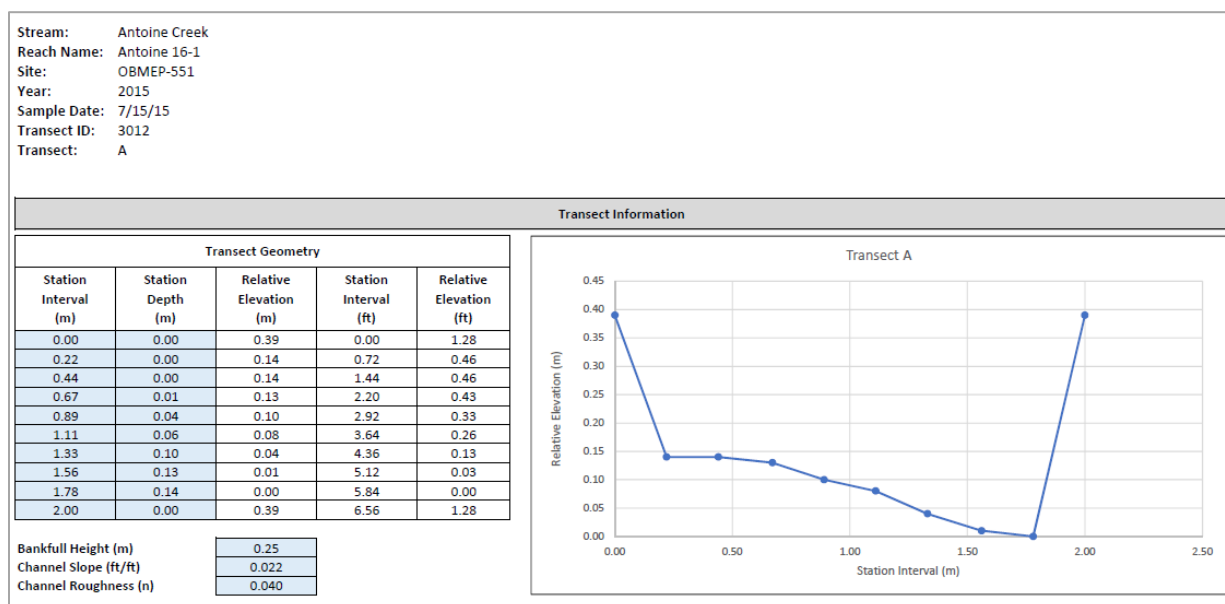 Stream: Antoine Creek
Reach Name: Antoine 16-1
Site: OBMEP-551
Year: 2015
Sample Date: 7/15/15
Transect ID: 3012
Transect: A
Transect Information
Transect Geometry
Station Interval (m) Station Depth (m) Relative Elevation (m) Station Interval (ft) Relative Elevation (ft)
0.00 0.00 0.39 0.00 1.28
0.22 0.00 0.14 0.72 0.46
0.44 0.00 0.14 1.44 0.46
0.67 0.01 0.13 2.20 0.43
0.89 0.04 0.10 2.92 0.33
1.11 0.06 0.08 3.64 0.26
1.33 0.10 0.04 4.36 0.13
1.56 0.13 0.01 5.12 0.03
1.78 0.14 0.00 5.84 0.00
2.00 0.00 0.39 6.56 1.28
Bankfull Height (m) 0.25
Channel Slope (ft/ft) 0.022
Channel Roughness (n) 0.040
Transect A
Relative Elevation (m)
0.45
0.40
0.35
0.30
0.25
0.20
0.15
0.10
0.05
0.00
0.00 0.50 1.00 1.50 2.00 2.50
Station Interval (m)